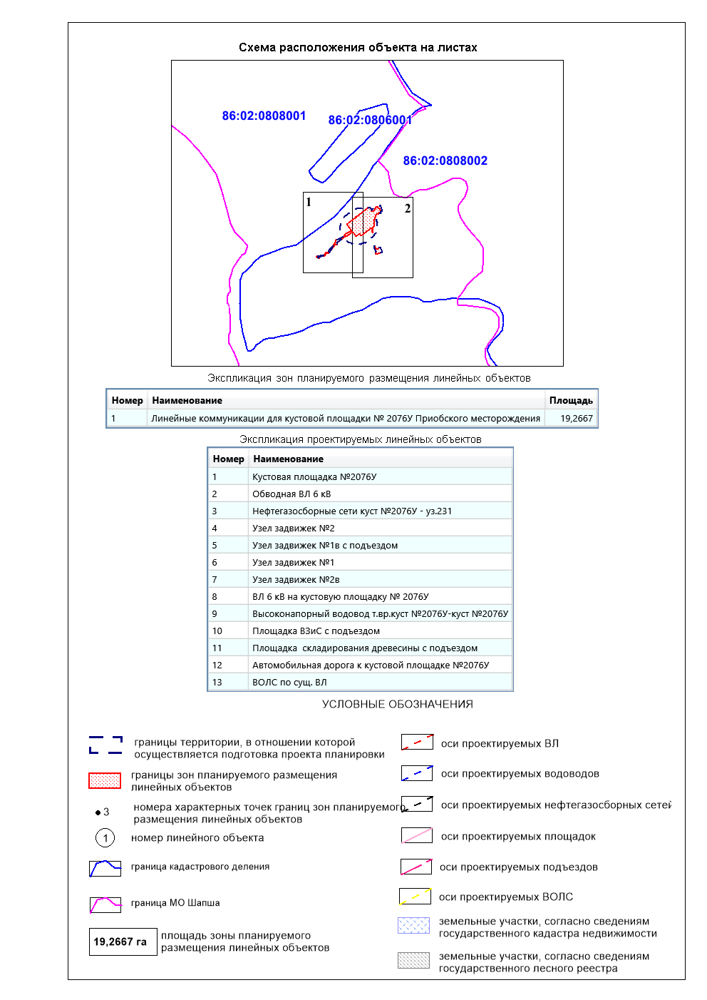 Схема расположения объекта на листах
86:02:0808001
86:02:0806001
86:02:0808002
1
2
Экспликация зон планируемого размещения линейных объектов
Номер Наименование Площадь
1 Линейные коммуникации для кустовой площадки № 2076У Приобского месторождения 19,2667
Экспликация проектируемых линейных объектов
Номер Наименование
1 Кустовая площадка №2076У
2 Обводная ВЛ 6 кВ
3 Нефтегазосборные сети куст №2076У - уз.231
4 Узел задвижек №2
5 Узел задвижек №1в с подъездом
6 Узел задвижек №1
7 Узел задвижек №2в
8 ВЛ 6 кВ на кустовую площадку № 2076У
9 Высоконапорный водовод т.вр.куст №2076У-куст №2076У
10 Площадка ВЗиС с подъездом
11 Площадка складирования древесины с подъездом
12 Автомобильная дорога к кустовой площадке №2076У
13 ВОЛС по сущ. ВЛ
УСЛОВНЫЕ ОБОЗНАЧЕНИЯ
границы территории, в отношении которой
осуществляется подготовка проекта планировки
границы зон планируемого размещения
линейных объектов
3 номера характерных точек границ зон планируемого
размещения линейных объектов
1 номер линейного объекта
граница кадастрового деления
граница МО Шапша
19,2667 га
площадь зоны планируемого
размещения линейных объектов
оси проектируемых ВЛ
оси проектируемых водоводов
оси проектируемых нефтегазосборных сетей
оси проектируемых площадок
оси проектируемых подъездов
оси проектируемых ВОЛС
земельные участки, согласно сведениям
государственного кадастра недвижимости
земельные участки, согласно сведениям
государственного лесного реестра